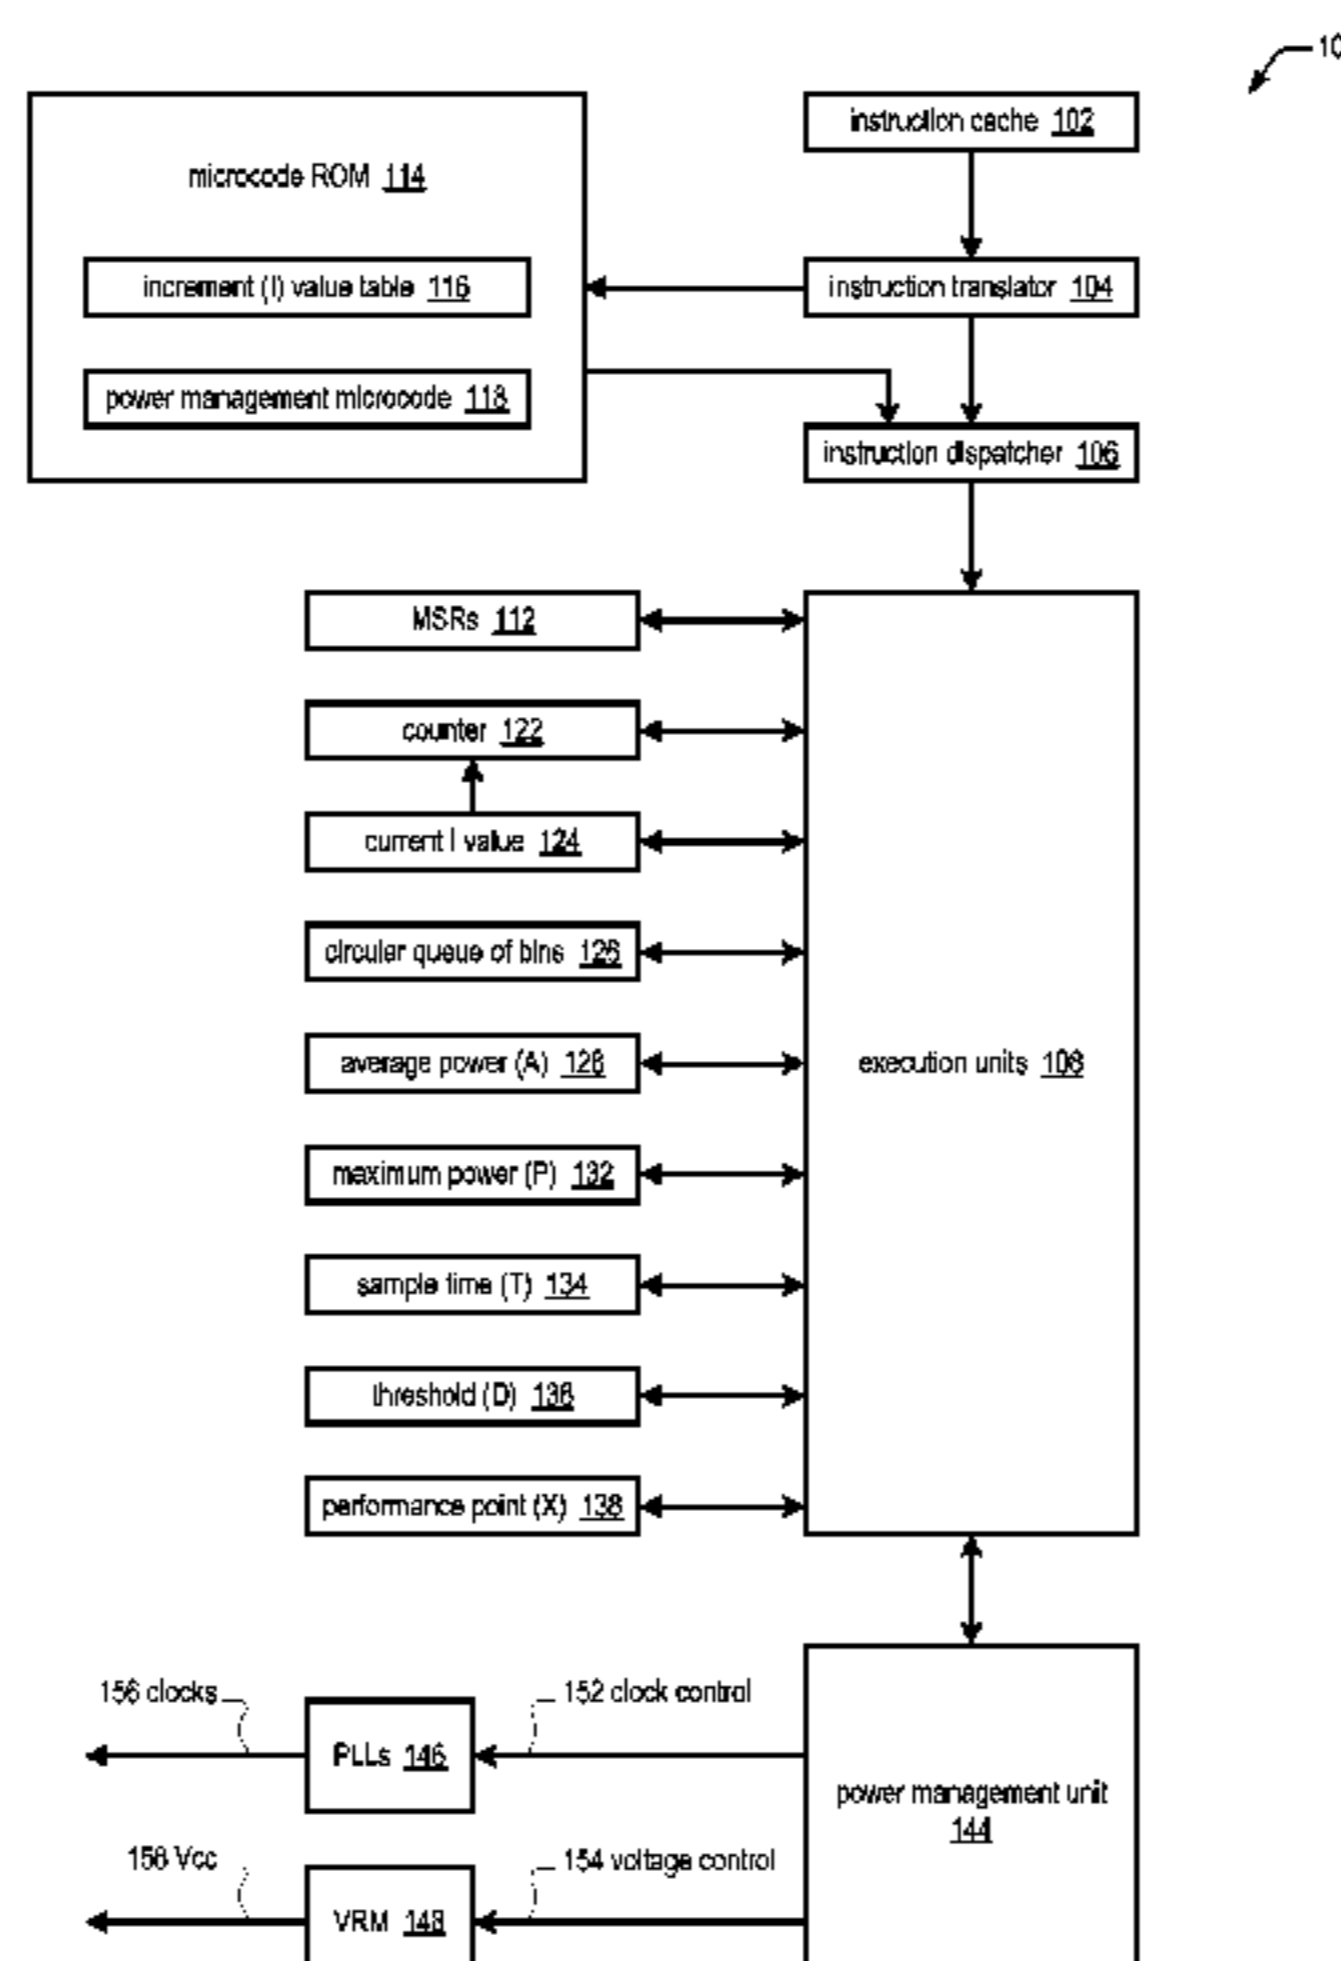 10
instruction cache 102
microcode ROM 114
increment (I) value table 116
instruction translator 104
power management microcode 118
instruction dispatcher 106
MSRs 112
counter 122
current I value 124
circular queue of bins 126
average power (A) 128
execution units 108
maximum power (P) 132
sample time (T) 134
threshold (D) 136
performance point (X) 138
156 clocks
152 clock control
PLLs 146
power management unit
144
158 Vcc
154 voltage control
VRM 148